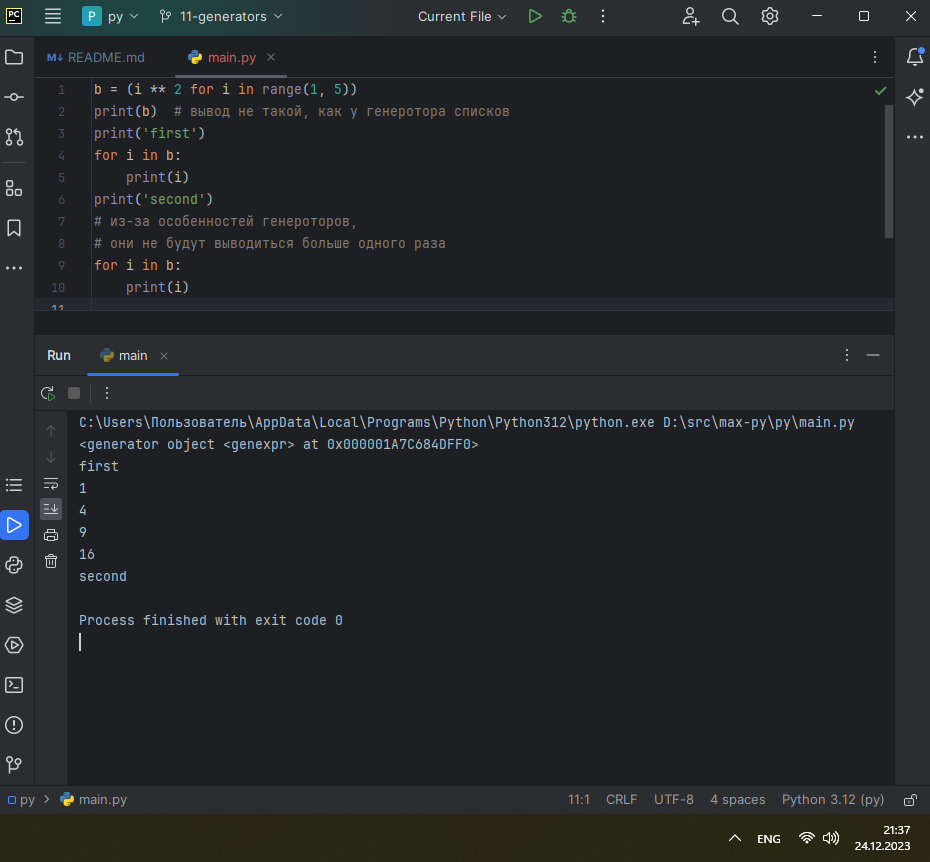 PC P py 11-generators Current File
M↓ README.md main.py
1 b = (i ** 2 for i in range(1, 5))
2 print(b)  # вывод не такой, как у генеротора списков
3 print('first')
4 for i in b:
5     print(i)
6 print('second')
7 # из-за особенностей генероторов,
8 # они не будут выводиться больше одного раза
9 for i in b:
10     print(i)
11
Run main
C:\Users\Пользователь\AppData\Local\Programs\Python\Python312\python.exe D:\src\max-py\py\main.py
<generator object <genexpr> at 0x000001A7C684DFF0>
first
1
4
9
16
second
Process finished with exit code 0
py main.py 11:1 CRLF UTF-8 4 spaces Python 3.12 (py)
ENG 21:37
24.12.2023